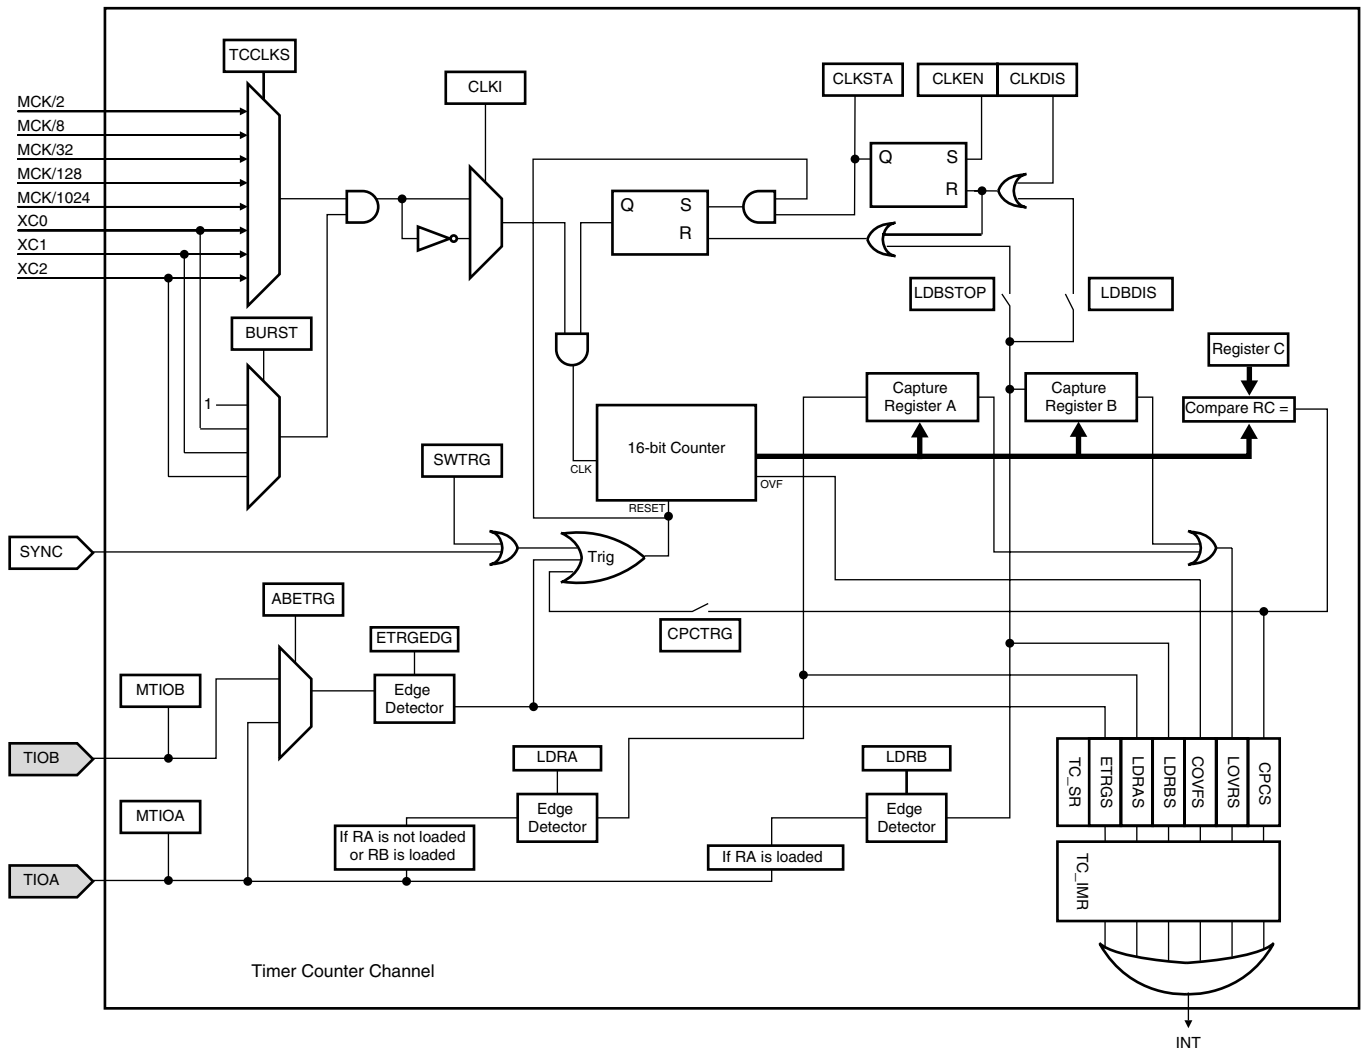 TCCLKS
CLKI
CLKSTA
CLKEN
CLKDIS
MCK/2
MCK/8
MCK/32
MCK/128
MCK/1024
XC0
XC1
XC2
Q
S
R
Q
S
R
LDBSTOP
LDBDIS
BURST
1
Register C
Capture
Register A
Capture
Register B
Compare RC =
16-bit Counter
CLK
OVF
RESET
SWTRG
SYNC
Trig
ABETRG
ETRGEDG
CPCTRG
MTIOB
Edge
Detector
TIOB
LDRA
LDRB
MTIOA
Edge
Detector
Edge
Detector
If RA is not loaded
or RB is loaded
If RA is loaded
TIOA
TC_SR
ETRGS
LDRAS
LDRBS
COVFS
LOVRS
CPCS
TC_IMR
Timer Counter Channel
INT